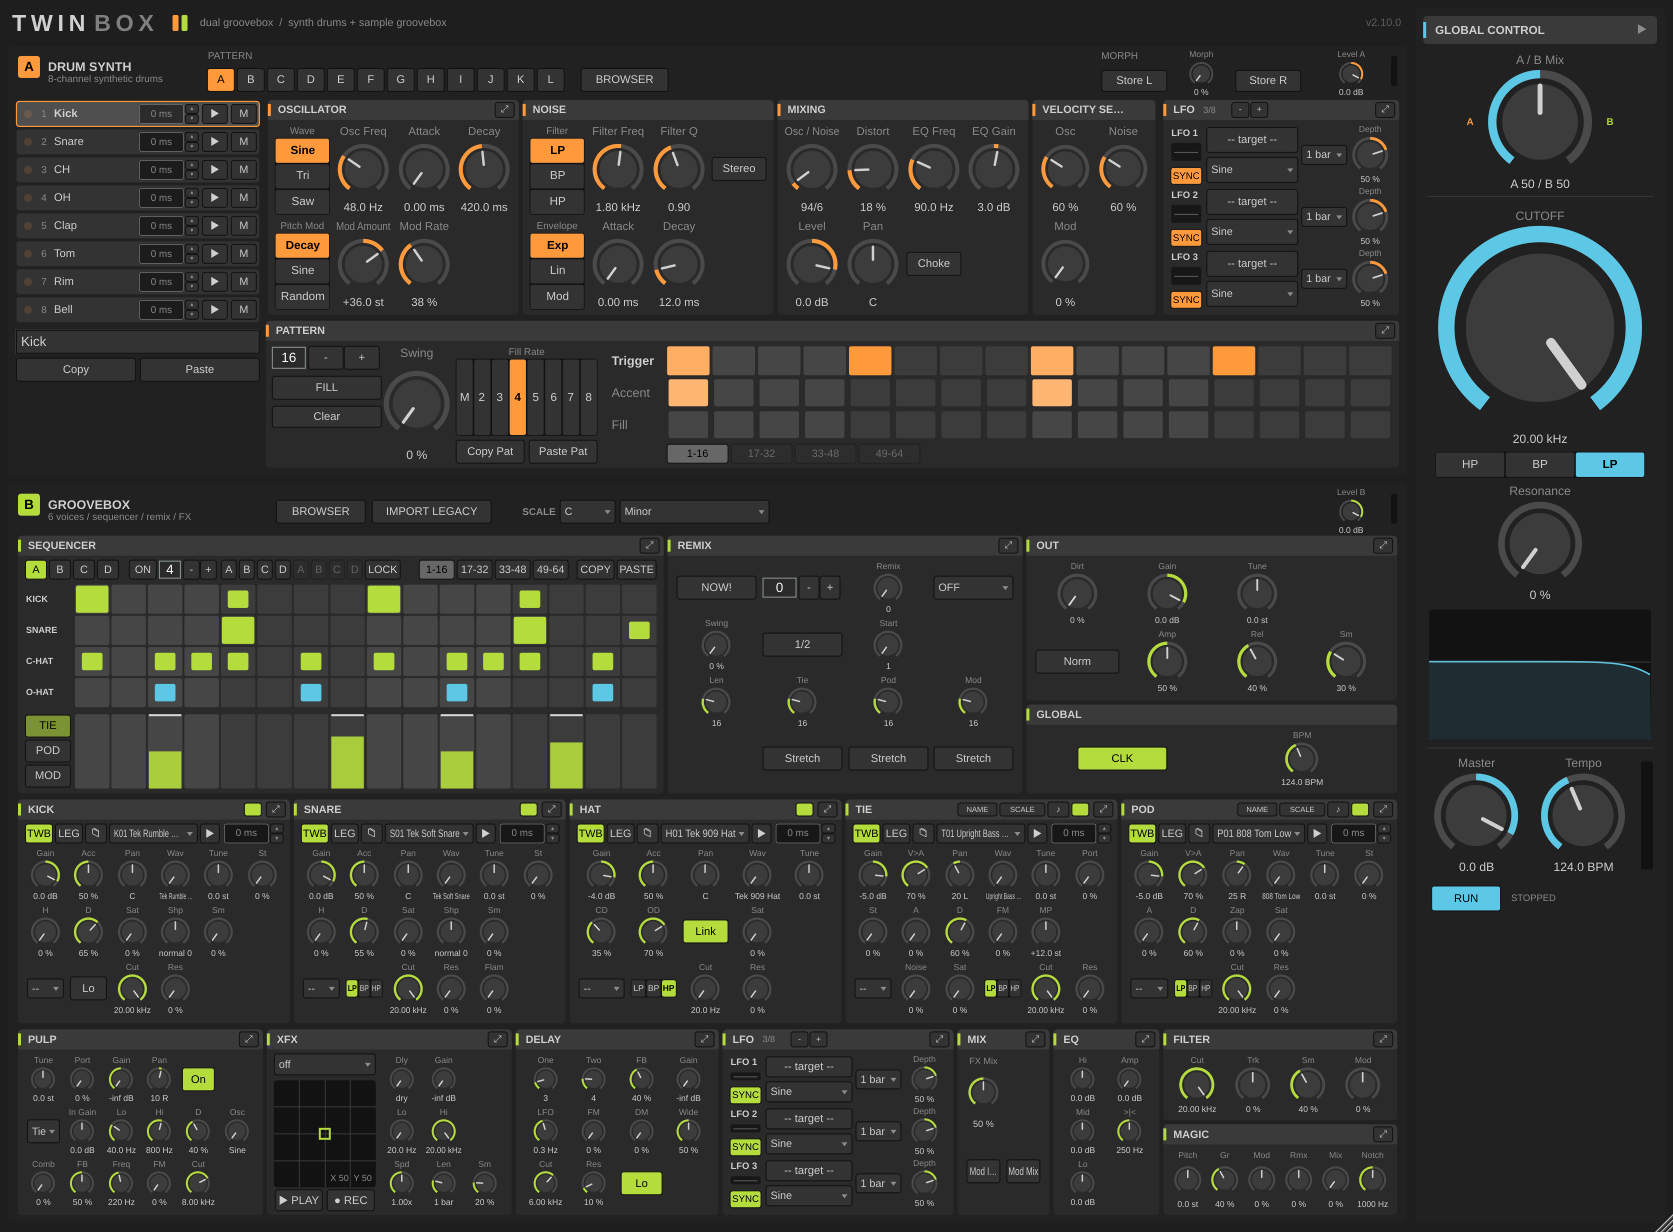 TWIN BOX dual groovebox / synth drums + sample groovebox v2.10.0
A DRUM SYNTH
8-channel synthetic drums
PATTERN
A B C D E F G H I J K L BROWSER
MORPH
Store L
Morph
0 %
Store R
Level A
0.0 dB
1 Kick 0 ms M
2 Snare 0 ms M
3 CH 0 ms M
4 OH 0 ms M
5 Clap 0 ms M
6 Tom 0 ms M
7 Rim 0 ms M
8 Bell 0 ms M
Kick
Copy Paste
OSCILLATOR
Wave Osc Freq Attack Decay
Sine
Tri
Saw
48.0 Hz 0.00 ms 420.0 ms
Pitch Mod Mod Amount Mod Rate
Decay
Sine
Random
+36.0 st 38 %
NOISE
Filter Filter Freq Filter Q
LP
BP
HP
Stereo
1.80 kHz 0.90
Envelope Attack Decay
Exp
Lin
Mod
0.00 ms 12.0 ms
MIXING
Osc / Noise Distort EQ Freq EQ Gain
94/6 18 % 90.0 Hz 3.0 dB
Level Pan
Choke
0.0 dB C
VELOCITY SE...
Osc Noise
60 % 60 %
Mod
0 %
LFO 3/8 - +
LFO 1 -- target -- Depth
SYNC Sine 1 bar 50 %
LFO 2 -- target -- Depth
SYNC Sine 1 bar 50 %
LFO 3 -- target -- Depth
SYNC Sine 1 bar 50 %
PATTERN
16 - +
FILL
Clear
Swing
0 %
Fill Rate
M 2 3 4 5 6 7 8
Copy Pat Paste Pat
Trigger
Accent
Fill
1-16 17-32 33-48 49-64
B GROOVEBOX
6 voices / sequencer / remix / FX
BROWSER IMPORT LEGACY SCALE C Minor
Level B
0.0 dB
SEQUENCER
A B C D ON 4 - + A B C D A B C D LOCK 1-16 17-32 33-48 49-64 COPY PASTE
KICK
SNARE
C-HAT
O-HAT
TIE
POD
MOD
REMIX
NOW! 0 - + Remix OFF
0
Swing 1/2 Start
0 % 1
Len Tie Pod Mod
16 16 16 16
Stretch Stretch Stretch
OUT
Dirt Gain Tune
0 % 0.0 dB 0.0 st
Norm Amp Rel Sm
50 % 40 % 30 %
GLOBAL
CLK BPM
124.0 BPM
KICK
TWB LEG K01 Tek Rumble ... 0 ms
Gain Acc Pan Wav Tune St
0.0 dB 50 % C Tek Rumble ... 0.0 st 0 %
H D Sat Shp Sm
0 % 65 % 0 % normal 0 0 %
-- Lo Cut Res
20.00 kHz 0 %
SNARE
TWB LEG S01 Tek Soft Snare 0 ms
Gain Acc Pan Wav Tune St
0.0 dB 50 % C Tek Soft Snare 0.0 st 0 %
H D Sat Shp Sm
0 % 55 % 0 % normal 0 0 %
-- LP BP HP Cut Res Flam
20.00 kHz 0 % 0 %
HAT
TWB LEG H01 Tek 909 Hat 0 ms
Gain Acc Pan Wav Tune
-4.0 dB 50 % C Tek 909 Hat 0.0 st
CD OD Link Sat
35 % 70 % 0 %
-- LP BP HP Cut Res
20.0 Hz 0 %
TIE NAME SCALE ♪
TWB LEG T01 Upright Bass ... 0 ms
Gain V>A Pan Wav Tune Port
-5.0 dB 70 % 20 L Upright Bass ... 0.0 st 0 %
St A D FM MP
0 % 0 % 60 % 0 % +12.0 st
-- Noise Sat LP BP HP Cut Res
0 % 0 % 20.00 kHz 0 %
POD NAME SCALE ♪
TWB LEG P01 808 Tom Low 0 ms
Gain V>A Pan Wav Tune St
-5.0 dB 70 % 25 R 808 Tom Low 0.0 st 0 %
A D Zap Sat
0 % 60 % 0 % 0 %
-- LP BP HP Cut Res
20.00 kHz 0 %
PULP
Tune Port Gain Pan On
0.0 st 0 % -inf dB 10 R
Tie In Gain Lo Hi D Osc
0.0 dB 40.0 Hz 800 Hz 40 % Sine
Comb FB Freq FM Cut
0 % 50 % 220 Hz 0 % 8.00 kHz
XFX
off
X 50 Y 50
PLAY REC
Dly Gain
dry -inf dB
Lo Hi
20.0 Hz 20.00 kHz
Spd Len Sm
1.00x 1 bar 20 %
DELAY
One Two FB Gain
3 4 40 % -inf dB
LFO FM DM Wide
0.3 Hz 0 % 0 % 50 %
Cut Res Lo
6.00 kHz 10 %
LFO 3/8 - +
LFO 1 -- target -- Depth
SYNC Sine 1 bar 50 %
LFO 2 -- target -- Depth
SYNC Sine 1 bar 50 %
LFO 3 -- target -- Depth
SYNC Sine 1 bar 50 %
MIX
FX Mix
50 %
Mod I... Mod Mix
EQ
Hi Amp
0.0 dB 0.0 dB
Mid >|<
0.0 dB 250 Hz
Lo
0.0 dB
FILTER
Cut Trk Sm Mod
20.00 kHz 0 % 40 % 0 %
MAGIC
Pitch Gr Mod Rmx Mix Notch
0.0 st 40 % 0 % 0 % 0 % 1000 Hz
GLOBAL CONTROL
A / B Mix
A B
A 50 / B 50
CUTOFF
20.00 kHz
HP BP LP
Resonance
0 %
Master Tempo
0.0 dB 124.0 BPM
RUN STOPPED